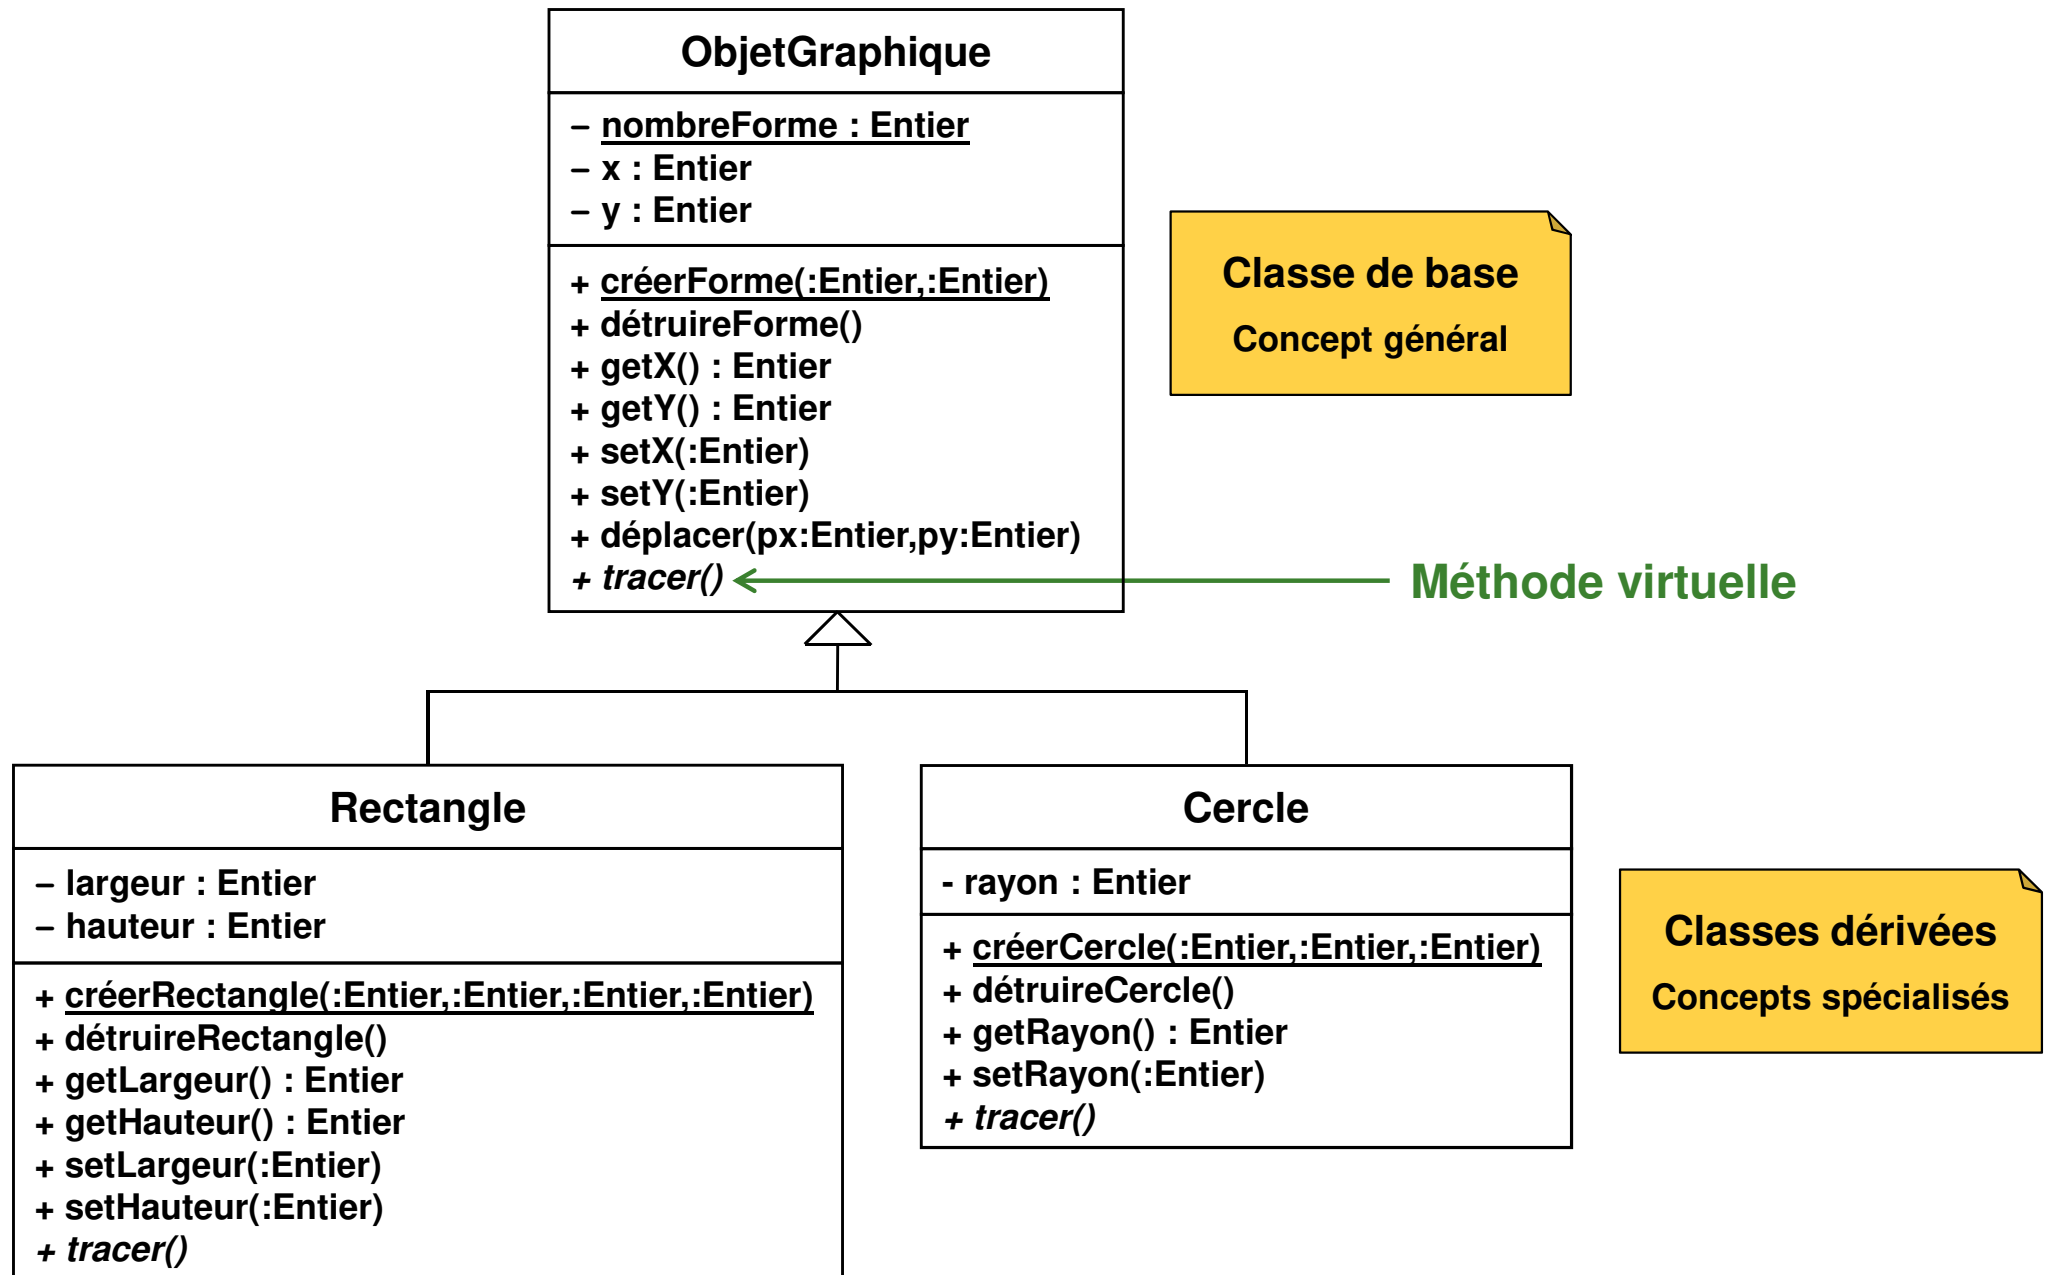 ObjetGraphique
– nombreForme : Entier
– x : Entier
– y : Entier
+ créerForme(:Entier,:Entier)
+ détruireForme()
+ getX() : Entier
+ getY() : Entier
+ setX(:Entier)
+ setY(:Entier)
+ déplacer(px:Entier,py:Entier)
+ tracer()
Classe de base
Concept général
Méthode virtuelle
Rectangle
– largeur : Entier
– hauteur : Entier
+ créerRectangle(:Entier,:Entier,:Entier,:Entier)
+ détruireRectangle()
+ getLargeur() : Entier
+ getHauteur() : Entier
+ setLargeur(:Entier)
+ setHauteur(:Entier)
+ tracer()
Cercle
- rayon : Entier
+ créerCercle(:Entier,:Entier,:Entier)
+ détruireCercle()
+ getRayon() : Entier
+ setRayon(:Entier)
+ tracer()
Classes dérivées
Concepts spécialisés